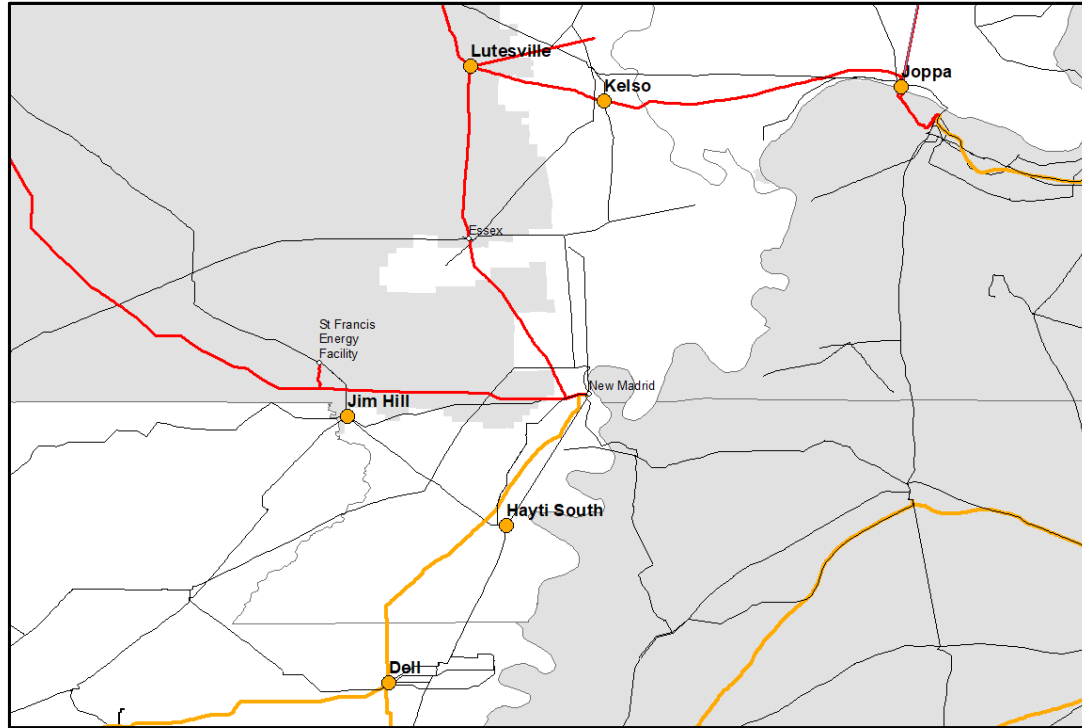 Lutesville
Joppa
Kelso
Essex
St Francis
Energy
Facility
New Madrid
Jim Hill
Hayti South
Dell